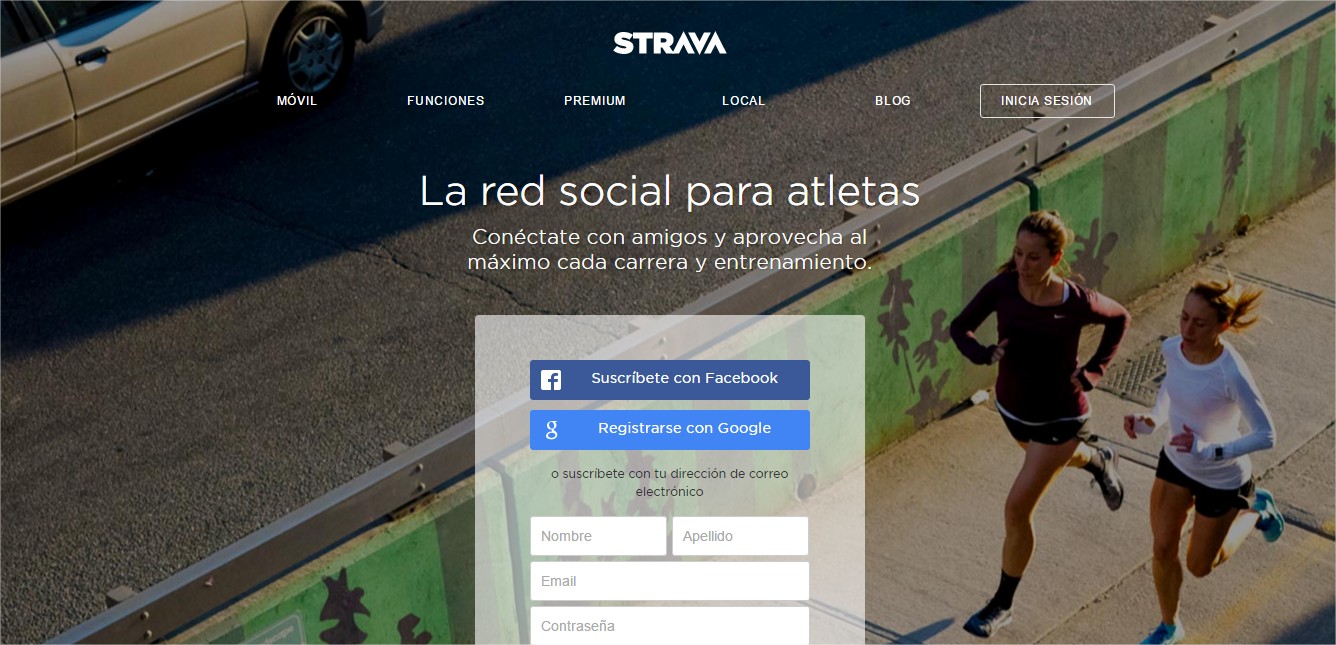 STRAVA
MÓVIL FUNCIONES PREMIUM LOCAL BLOG INICIA SESIÓN
La red social para atletas
Conéctate con amigos y aprovecha al
máximo cada carrera y entrenamiento.
Suscríbete con Facebook
Registrarse con Google
o suscríbete con tu dirección de correo
electrónico
Nombre Apellido
Email
Contraseña